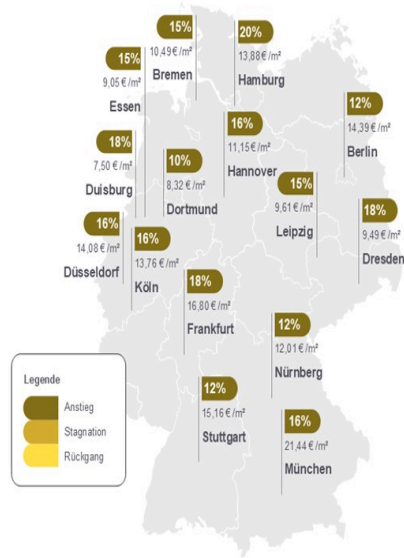 15%
10,49 € /m²
Bremen
20%
13,88 € /m²
Hamburg
15%
9,05 € /m²
Essen
12%
14,39 € /m²
Berlin
16%
11,15 € /m²
Hannover
18%
7,50 € /m²
Duisburg
10%
8,32 € /m²
Dortmund
15%
9,61 € /m²
Leipzig
18%
9,49 € /m²
Dresden
16%
14,08 € /m²
Düsseldorf
16%
13,76 € /m²
Köln
18%
16,80 € /m²
Frankfurt
12%
12,01 € /m²
Nürnberg
12%
15,16 € /m²
Stuttgart
16%
21,44 € /m²
München
Legende
Anstieg
Stagnation
Rückgang